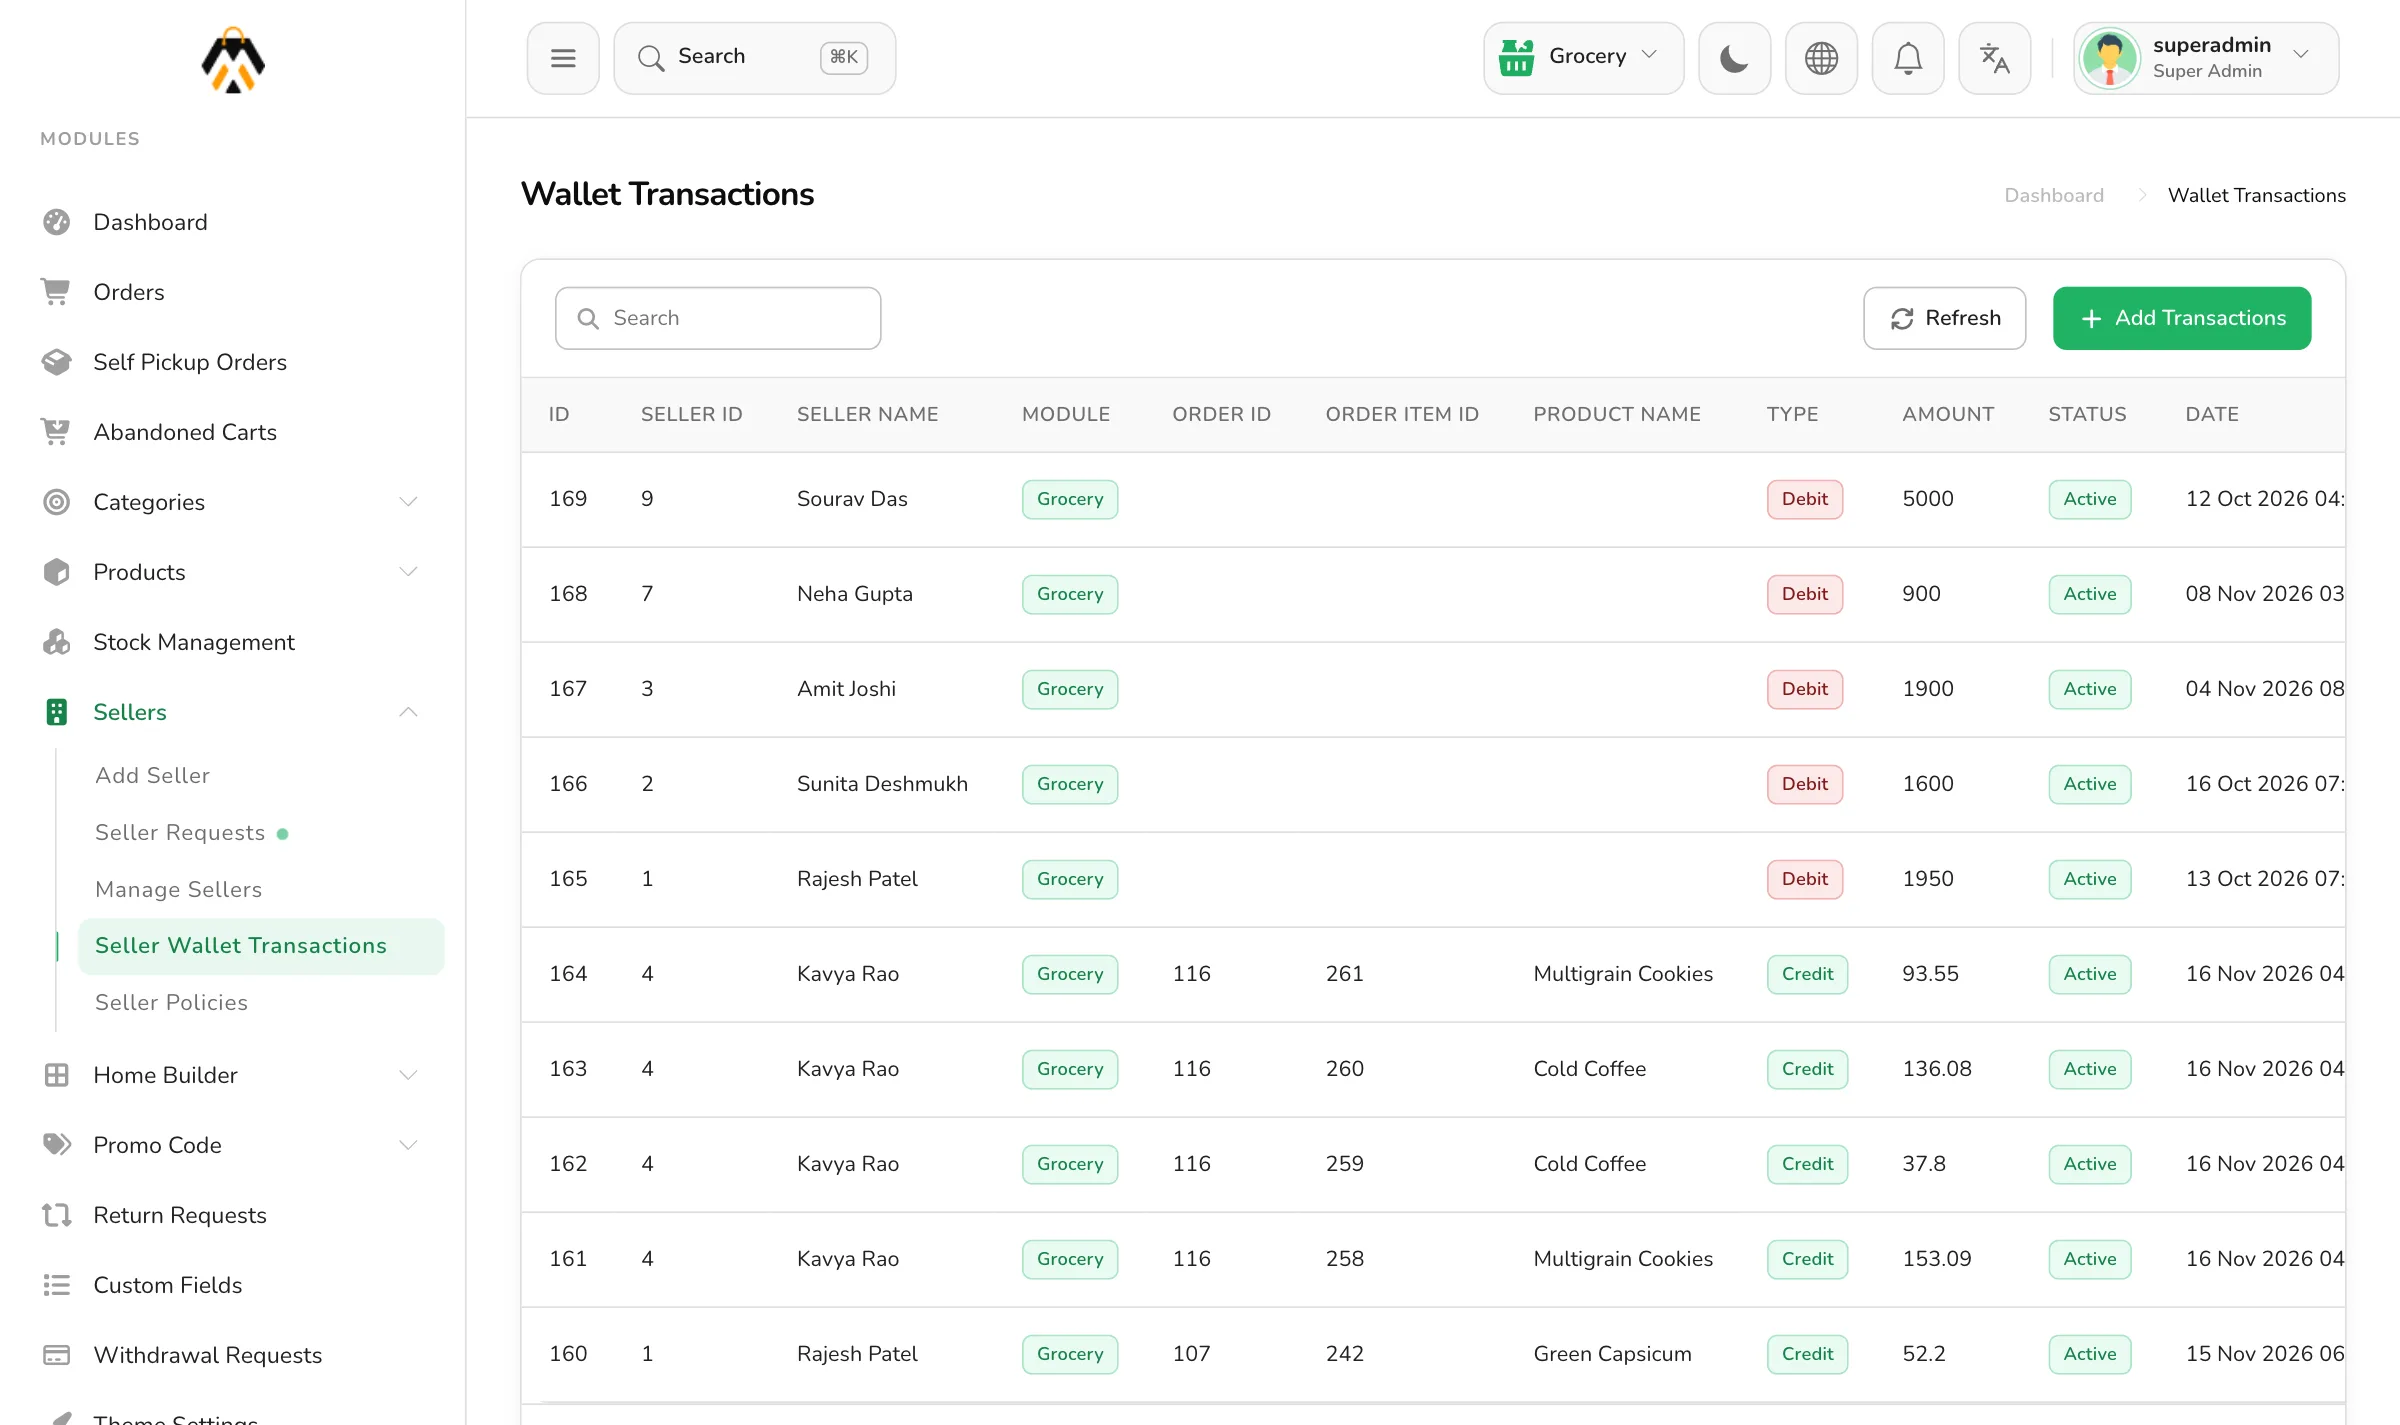 Search ⌘K
Grocery
superadmin
Super Admin
MODULES
Dashboard
Orders
Self Pickup Orders
Abandoned Carts
Categories
Products
Stock Management
Sellers
Add Seller
Seller Requests
Manage Sellers
Seller Wallet Transactions
Seller Policies
Home Builder
Promo Code
Return Requests
Custom Fields
Withdrawal Requests
Theme Settings
Wallet Transactions
Dashboard Wallet Transactions
Search
Refresh
+ Add Transactions
ID SELLER ID SELLER NAME MODULE ORDER ID ORDER ITEM ID PRODUCT NAME TYPE AMOUNT STATUS DATE
169 9 Sourav Das Grocery Debit 5000 Active 12 Oct 2026 04:
168 7 Neha Gupta Grocery Debit 900 Active 08 Nov 2026 03
167 3 Amit Joshi Grocery Debit 1900 Active 04 Nov 2026 08
166 2 Sunita Deshmukh Grocery Debit 1600 Active 16 Oct 2026 07:
165 1 Rajesh Patel Grocery Debit 1950 Active 13 Oct 2026 07:
164 4 Kavya Rao Grocery 116 261 Multigrain Cookies Credit 93.55 Active 16 Nov 2026 04
163 4 Kavya Rao Grocery 116 260 Cold Coffee Credit 136.08 Active 16 Nov 2026 04
162 4 Kavya Rao Grocery 116 259 Cold Coffee Credit 37.8 Active 16 Nov 2026 04
161 4 Kavya Rao Grocery 116 258 Multigrain Cookies Credit 153.09 Active 16 Nov 2026 04
160 1 Rajesh Patel Grocery 107 242 Green Capsicum Credit 52.2 Active 15 Nov 2026 06